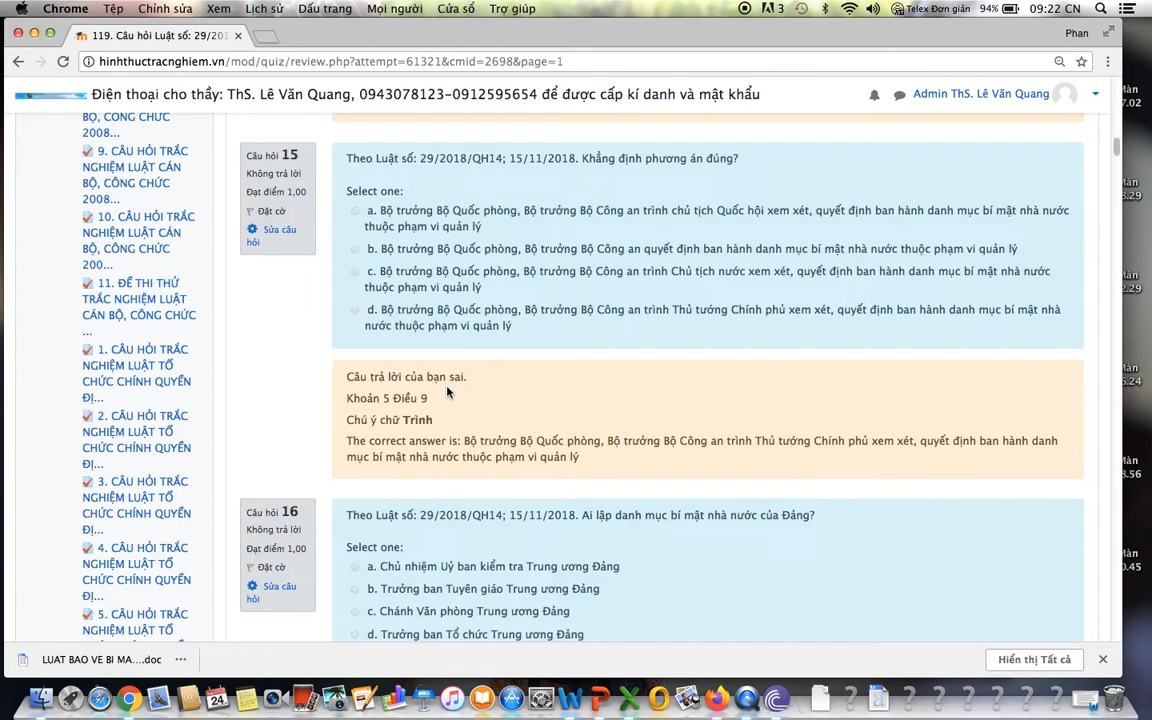 Chrome Tệp Chỉnh sửa Xem Lịch sử Dấu trang Mọi người Cửa sổ Trợ giúp 3 Telex Đơn giản 94% 09:22 CN
119. Câu hỏi Luật số: 29/201 Phan
hinhthuctracnghiem.vn/mod/quiz/review.php?attempt=61321&cmid=2698&page=1
Điện thoại cho thầy: ThS. Lê Văn Quang, 0943078123-0912595654 để được cấp kí danh và mật khẩu
Admin ThS. Lê Văn Quang
BỘ, CÔNG CHỨC
2008...
9. CÂU HỎI TRẮC
NGHIỆM LUẬT CÁN
BỘ, CÔNG CHỨC
2008...
10. CÂU HỎI TRẮC
NGHIỆM LUẬT CÁN
BỘ, CÔNG CHỨC
200...
11. ĐỀ THI THỬ
TRẮC NGHIỆM LUẬT
CÁN BỘ, CÔNG CHỨC
...
1. CÂU HỎI TRẮC
NGHIỆM LUẬT TỔ
CHỨC CHÍNH QUYỀN
ĐỊ...
2. CÂU HỎI TRẮC
NGHIỆM LUẬT TỔ
CHỨC CHÍNH QUYỀN
ĐỊ...
3. CÂU HỎI TRẮC
NGHIỆM LUẬT TỔ
CHỨC CHÍNH QUYỀN
ĐỊ...
4. CÂU HỎI TRẮC
NGHIỆM LUẬT TỔ
CHỨC CHÍNH QUYỀN
ĐỊ...
5. CÂU HỎI TRẮC
NGHIỆM LUẬT TỔ
Câu hỏi 15
Không trả lời
Đạt điểm 1,00
Đặt cờ
Sửa câu
hỏi
Theo Luật số: 29/2018/QH14; 15/11/2018. Khẳng định phương án đúng?
Select one:
a. Bộ trưởng Bộ Quốc phòng, Bộ trưởng Bộ Công an trình chủ tịch Quốc hội xem xét, quyết định ban hành danh mục bí mật nhà nước
thuộc phạm vi quản lý
b. Bộ trưởng Bộ Quốc phòng, Bộ trưởng Bộ Công an quyết định ban hành danh mục bí mật nhà nước thuộc phạm vi quản lý
c. Bộ trưởng Bộ Quốc phòng, Bộ trưởng Bộ Công an trình Chủ tịch nước xem xét, quyết định ban hành danh mục bí mật nhà nước
thuộc phạm vi quản lý
d. Bộ trưởng Bộ Quốc phòng, Bộ trưởng Bộ Công an trình Thủ tướng Chính phủ xem xét, quyết định ban hành danh mục bí mật nhà
nước thuộc phạm vi quản lý
Câu trả lời của bạn sai.
Khoản 5 Điều 9
Chú ý chữ Trình
The correct answer is: Bộ trưởng Bộ Quốc phòng, Bộ trưởng Bộ Công an trình Thủ tướng Chính phủ xem xét, quyết định ban hành danh
mục bí mật nhà nước thuộc phạm vi quản lý
Câu hỏi 16
Không trả lời
Đạt điểm 1,00
Đặt cờ
Sửa câu
hỏi
Theo Luật số: 29/2018/QH14; 15/11/2018. Ai lập danh mục bí mật nhà nước của Đảng?
Select one:
a. Chủ nhiệm Uỷ ban kiểm tra Trung ương Đảng
b. Trưởng ban Tuyên giáo Trung ương Đảng
c. Chánh Văn phòng Trung ương Đảng
d. Trưởng ban Tổ chức Trung ương Đảng
LUAT BAO VE BI MA....doc
Hiển thị Tất cả